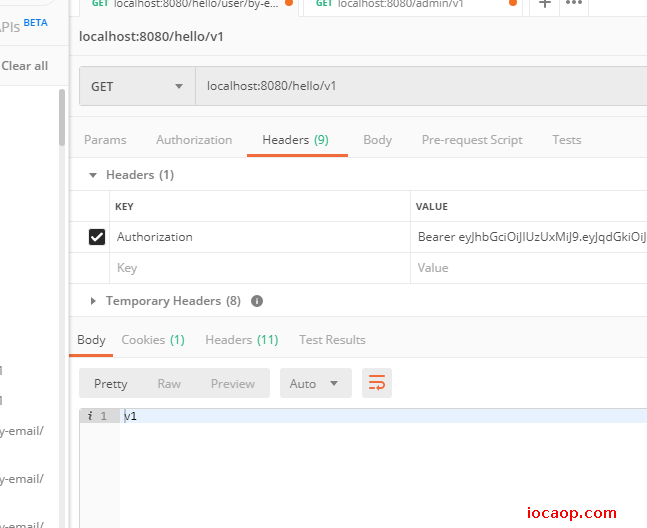 GET localhost:8080/hello/user/by-e...
GET localhost:8080/admin/v1
+ •••
APIs BETA
localhost:8080/hello/v1
Clear all
GET localhost:8080/hello/v1
Params Authorization Headers (9) Body Pre-request Script Tests
Headers (1)
KEY VALUE
Authorization Bearer eyJhbGciOiJIUzUxMiJ9.eyJqdGkiOiJ
Key Value
Temporary Headers (8) i
Body Cookies (1) Headers (11) Test Results
Pretty Raw Preview Auto
i 1 v1
1
1
y-email/
y-email/
y-email/
iocaop.com